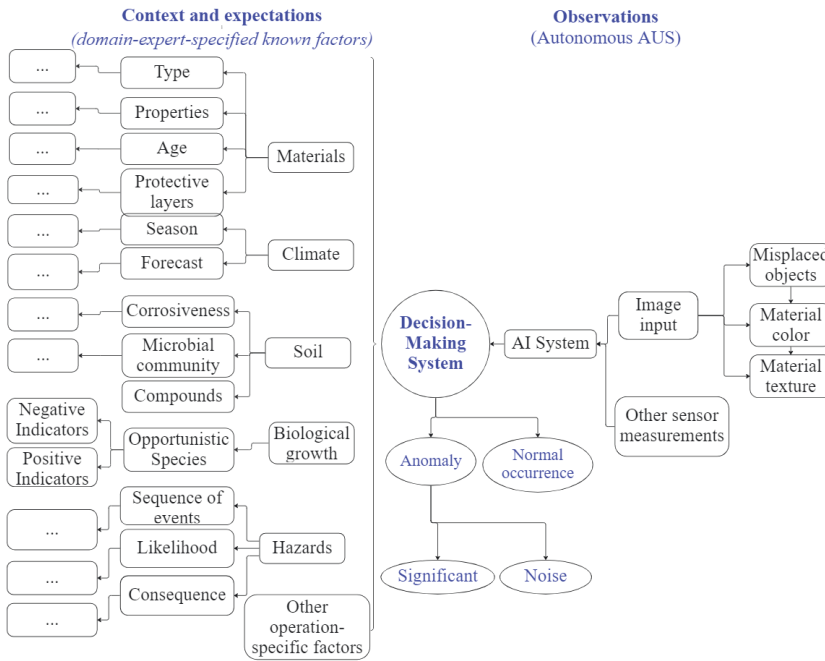 Context and expectations
(domain-expert-specified known factors)
Observations
(Autonomous AUS)
...
Type
...
Properties
...
Age
...
Protective
layers
Materials
...
Season
...
Forecast
Climate
...
Corrosiveness
...
Microbial
community
Compounds
Soil
Negative
Indicators
Positive
Indicators
Opportunistic
Species
Biological
growth
...
Sequence of
events
...
Likelihood
...
Consequence
Hazards
Other
operation-
specific factors
Decision-
Making
System
AI System
Image
input
Misplaced
objects
Material
color
Material
texture
Other sensor
measurements
Anomaly
Normal
occurrence
Significant
Noise